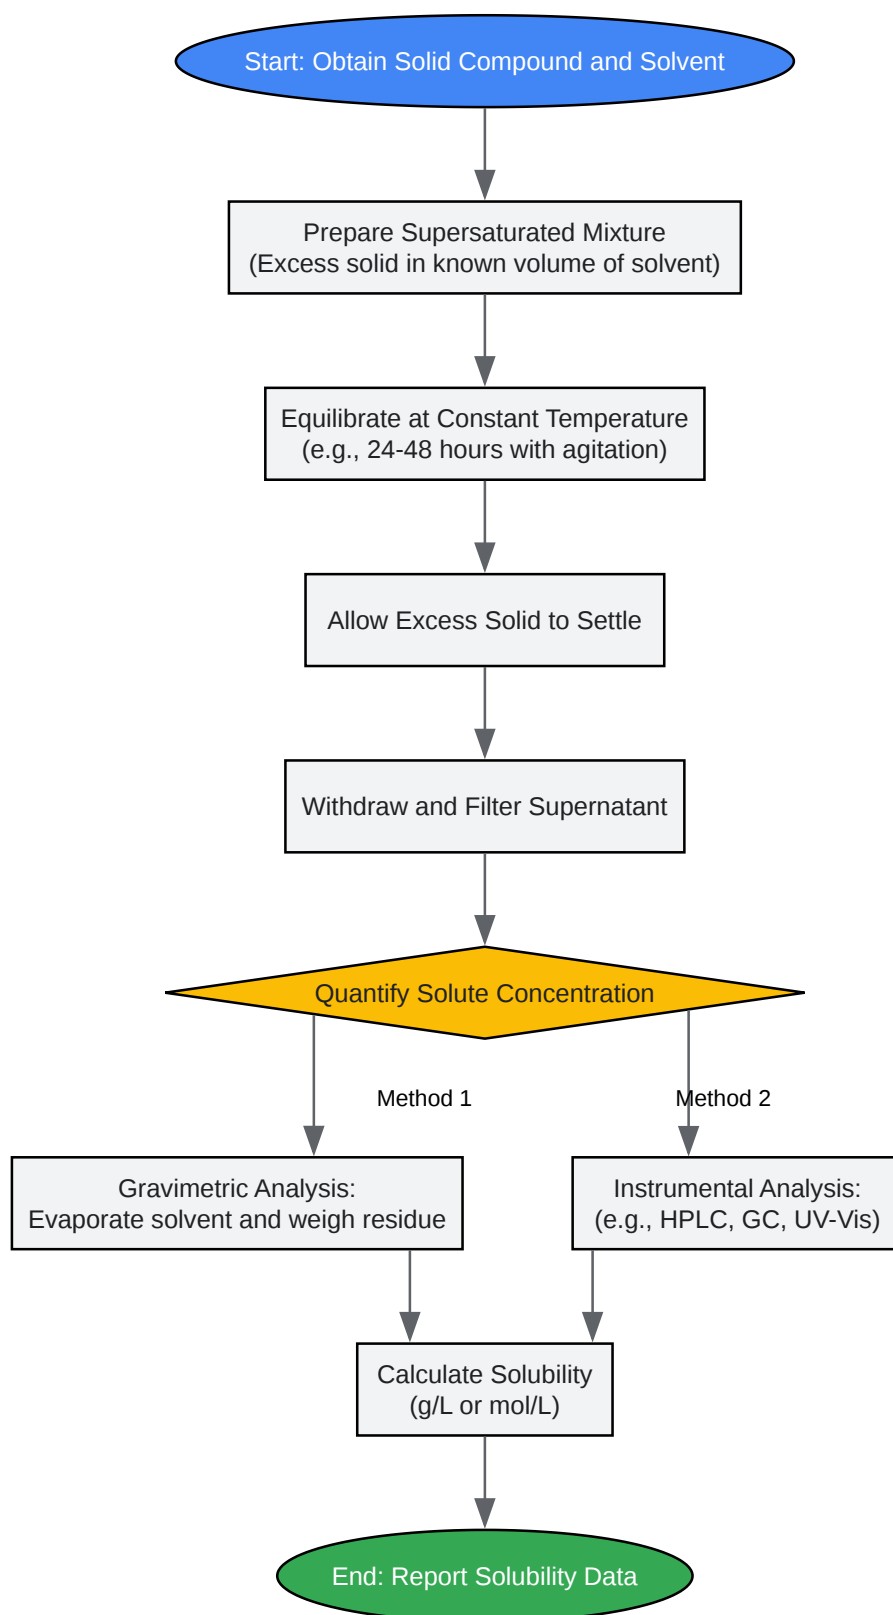 Start: Obtain Solid Compound and Solvent
Prepare Supersaturated Mixture
(Excess solid in known volume of solvent)
Equilibrate at Constant Temperature
(e.g., 24-48 hours with agitation)
Allow Excess Solid to Settle
Withdraw and Filter Supernatant
Quantify Solute Concentration
Method 1
Method 2
Gravimetric Analysis:
Evaporate solvent and weigh residue
Instrumental Analysis:
(e.g., HPLC, GC, UV-Vis)
Calculate Solubility
(g/L or mol/L)
End: Report Solubility Data